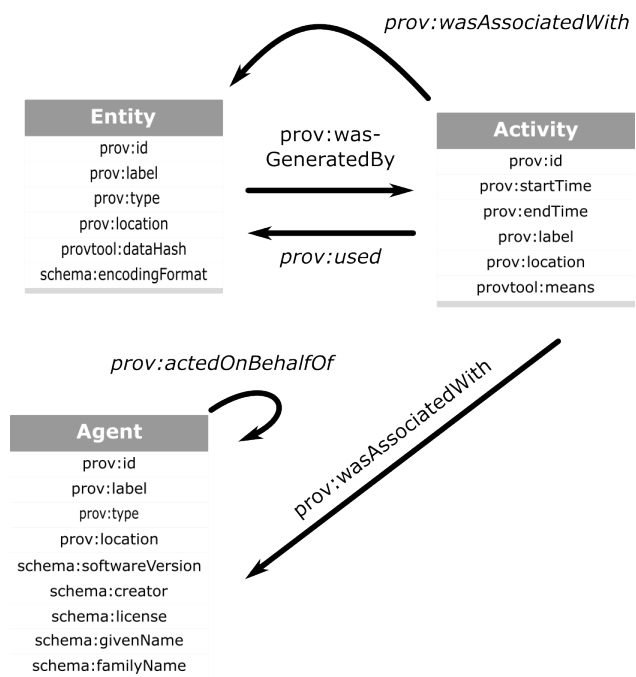 prov:wasAssociatedWith
Entity
prov:id
prov:label
prov:type
prov:location
provtool:dataHash
schema:encodingFormat
prov:was-
GeneratedBy
prov:used
Activity
prov:id
prov:startTime
prov:endTime
prov:label
prov:location
provtool:means
prov:actedOnBehalfOf
prov:wasAssociatedWith
Agent
prov:id
prov:label
prov:type
prov:location
schema:softwareVersion
schema:creator
schema:license
schema:givenName
schema:familyName